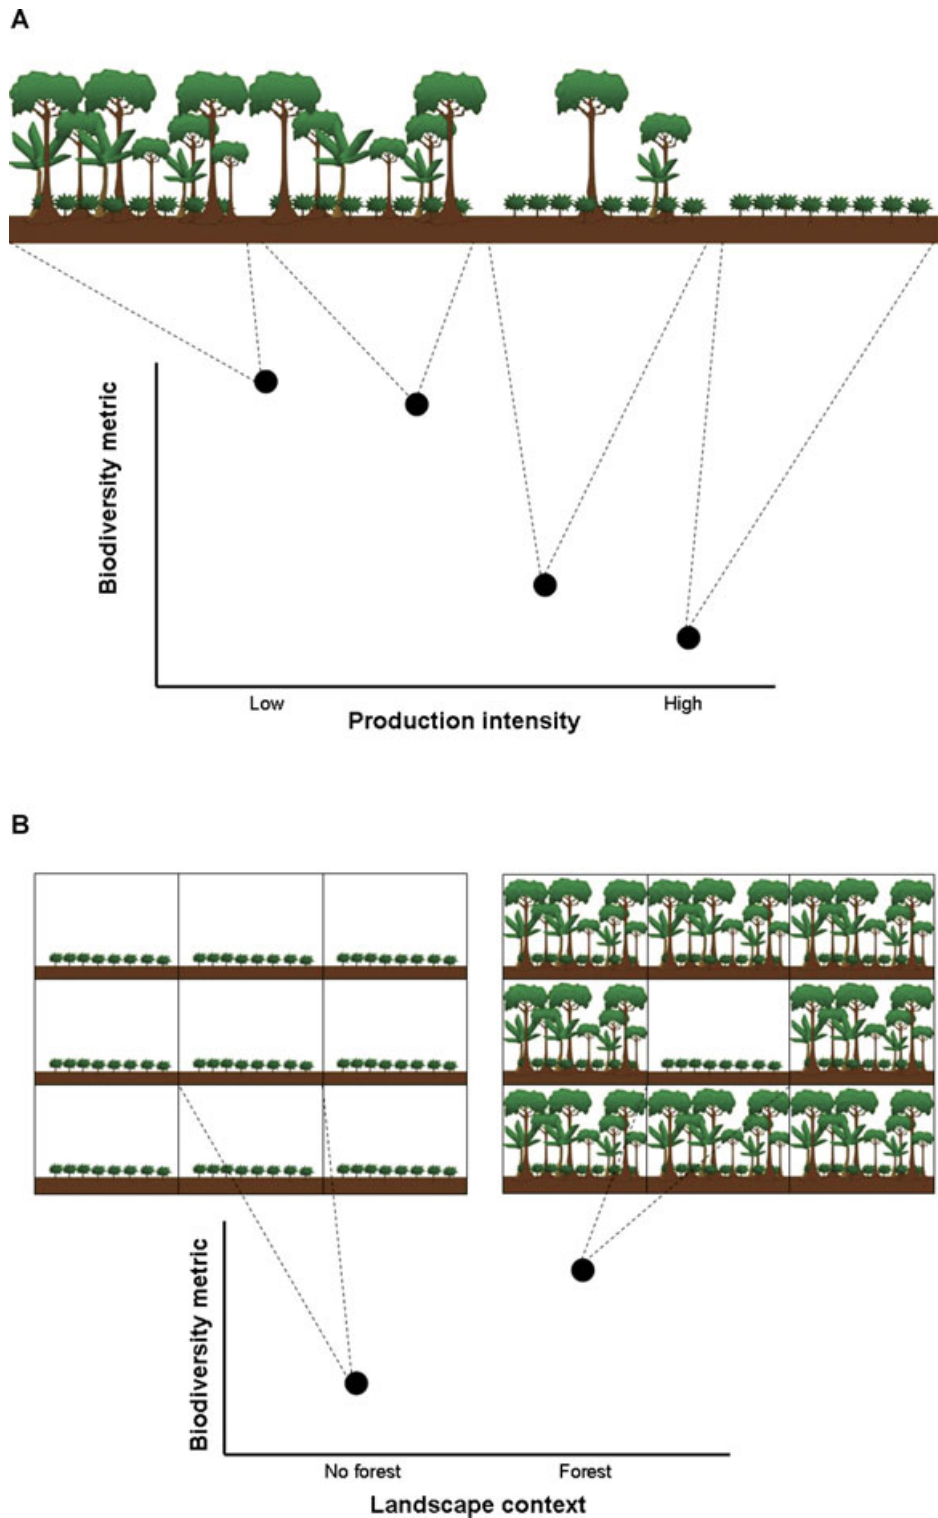 A
Biodiversity metric
Low
High
Production intensity
B
Biodiversity metric
No forest
Forest
Landscape context